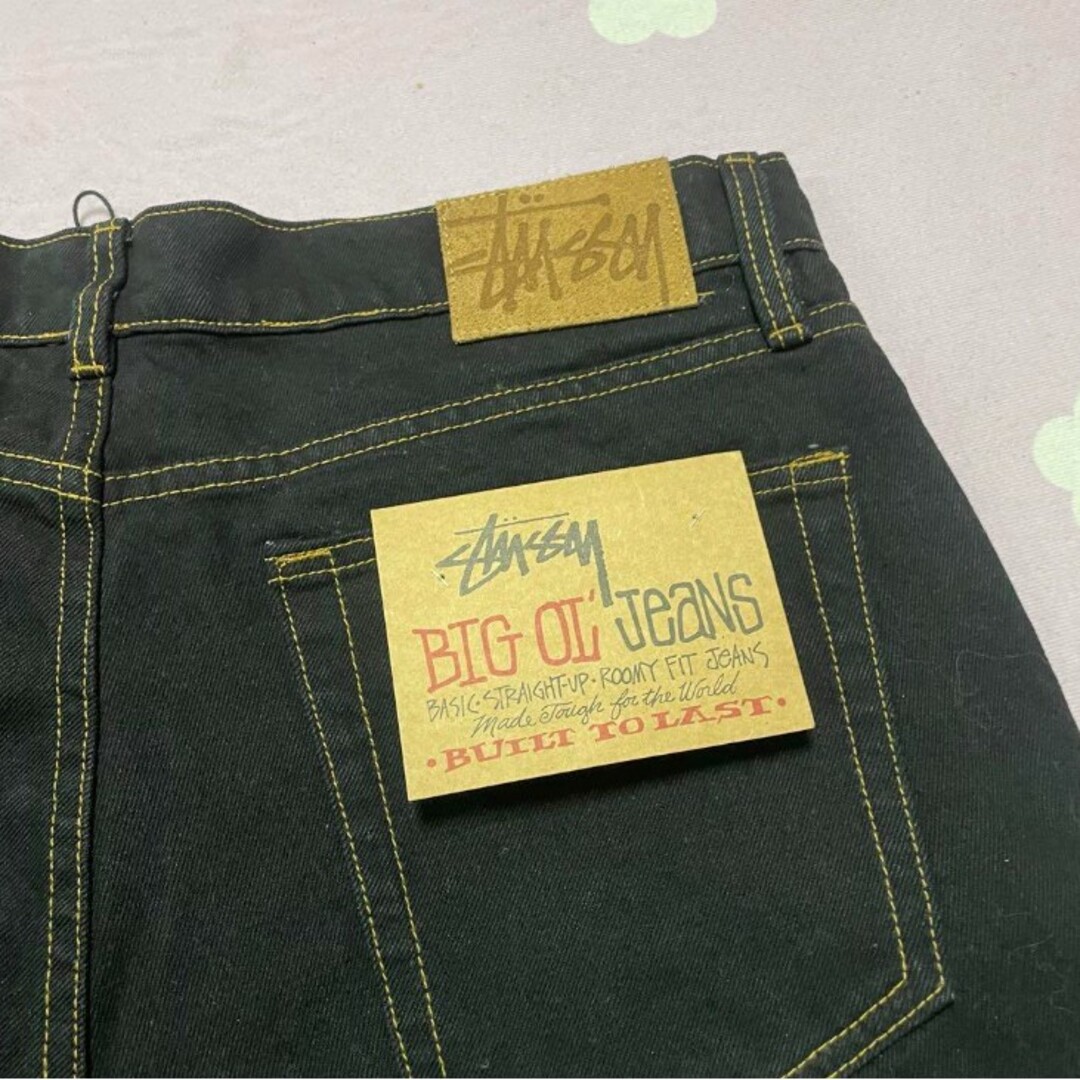 Stüssy
Stüssy
BIG OL' JeaNS
BASIC·STRAIGHT-UP·ROOMY FIT JeaNS
Made Tough for the World
·BUILT TO LAST·